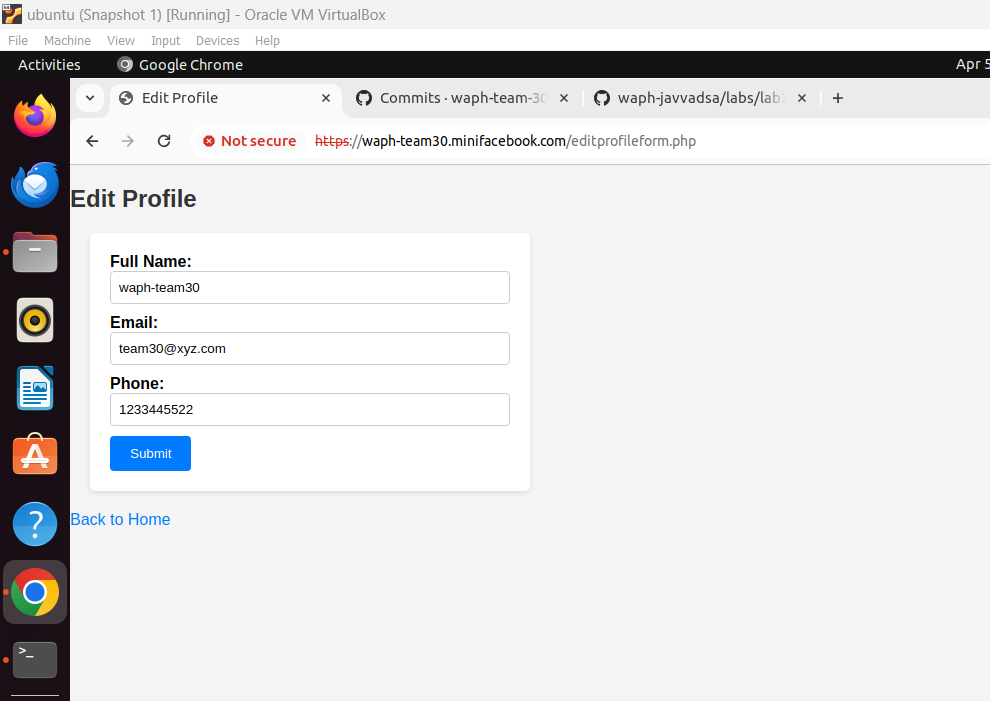 ubuntu (Snapshot 1) [Running] - Oracle VM VirtualBox
File Machine View Input Devices Help
Activities Google Chrome Apr 5
Edit Profile Commits · waph-team-30 waph-javvadsa/labs/lab
Not secure https://waph-team30.minifacebook.com/editprofileform.php
Edit Profile
Full Name:
waph-team30
Email:
team30@xyz.com
Phone:
1233445522
Submit
Back to Home